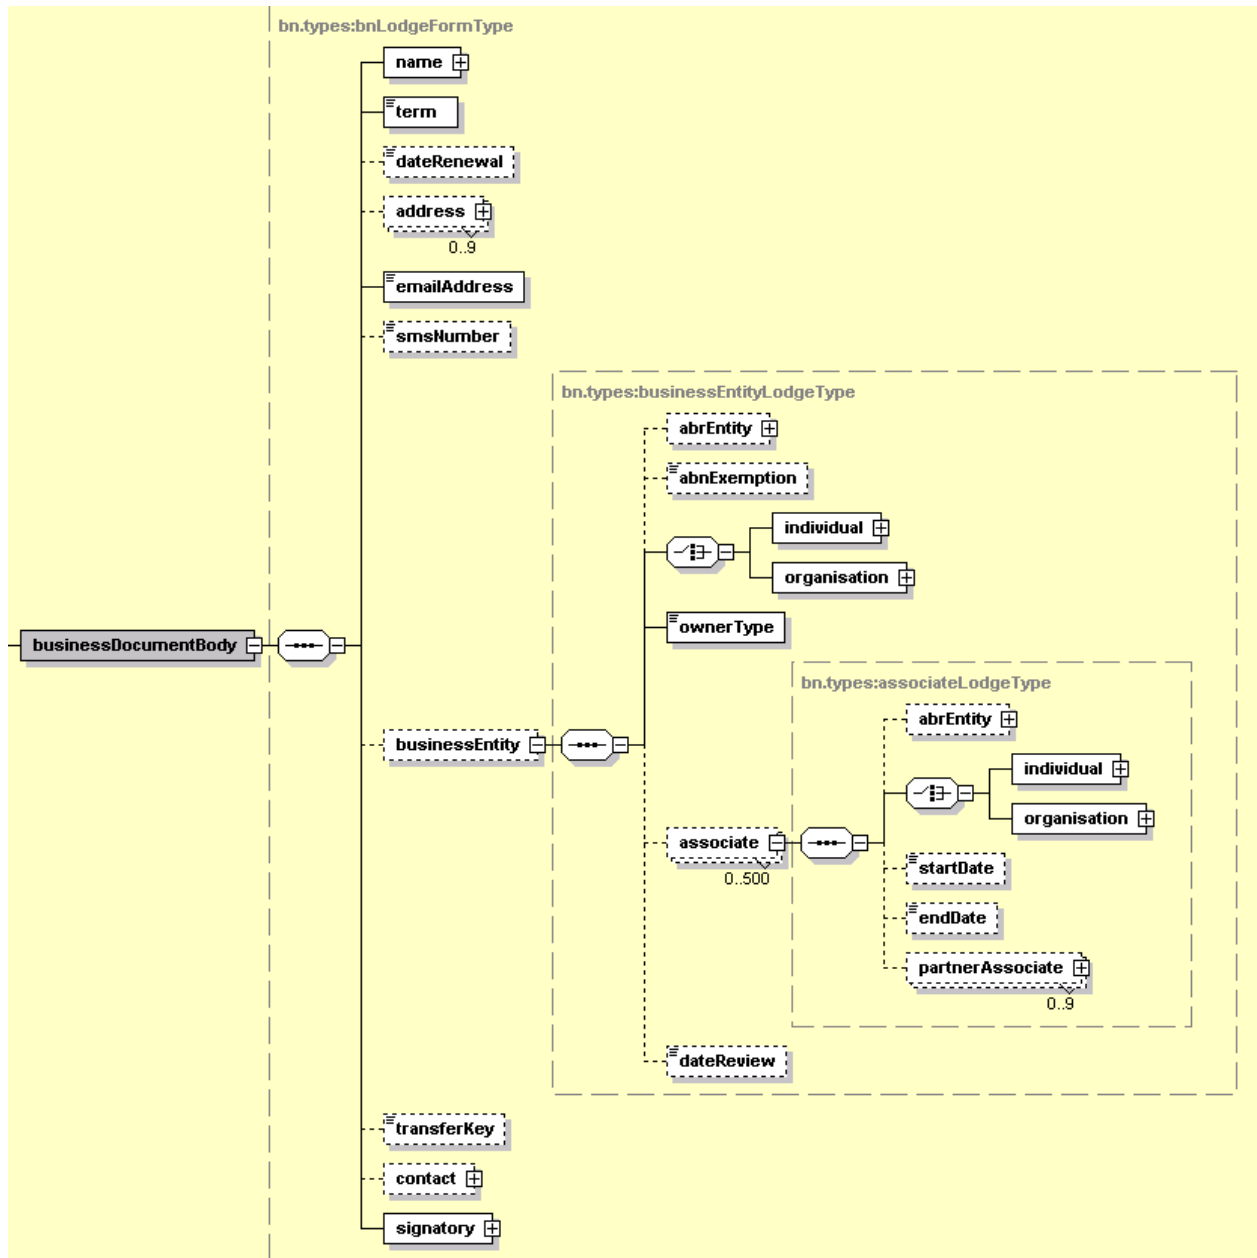 bn.types:bnLodgeFormType
name
term
dateRenewal
address
0..9
emailAddress
smsNumber
bn.types:businessEntityLodgeType
abrEntity
abnExemption
individual
organisation
ownerType
businessDocumentBody
bn.types:associateLodgeType
abrEntity
businessEntity
individual
organisation
associate
0..500
startDate
endDate
partnerAssociate
0..9
dateReview
transferKey
contact
signatory